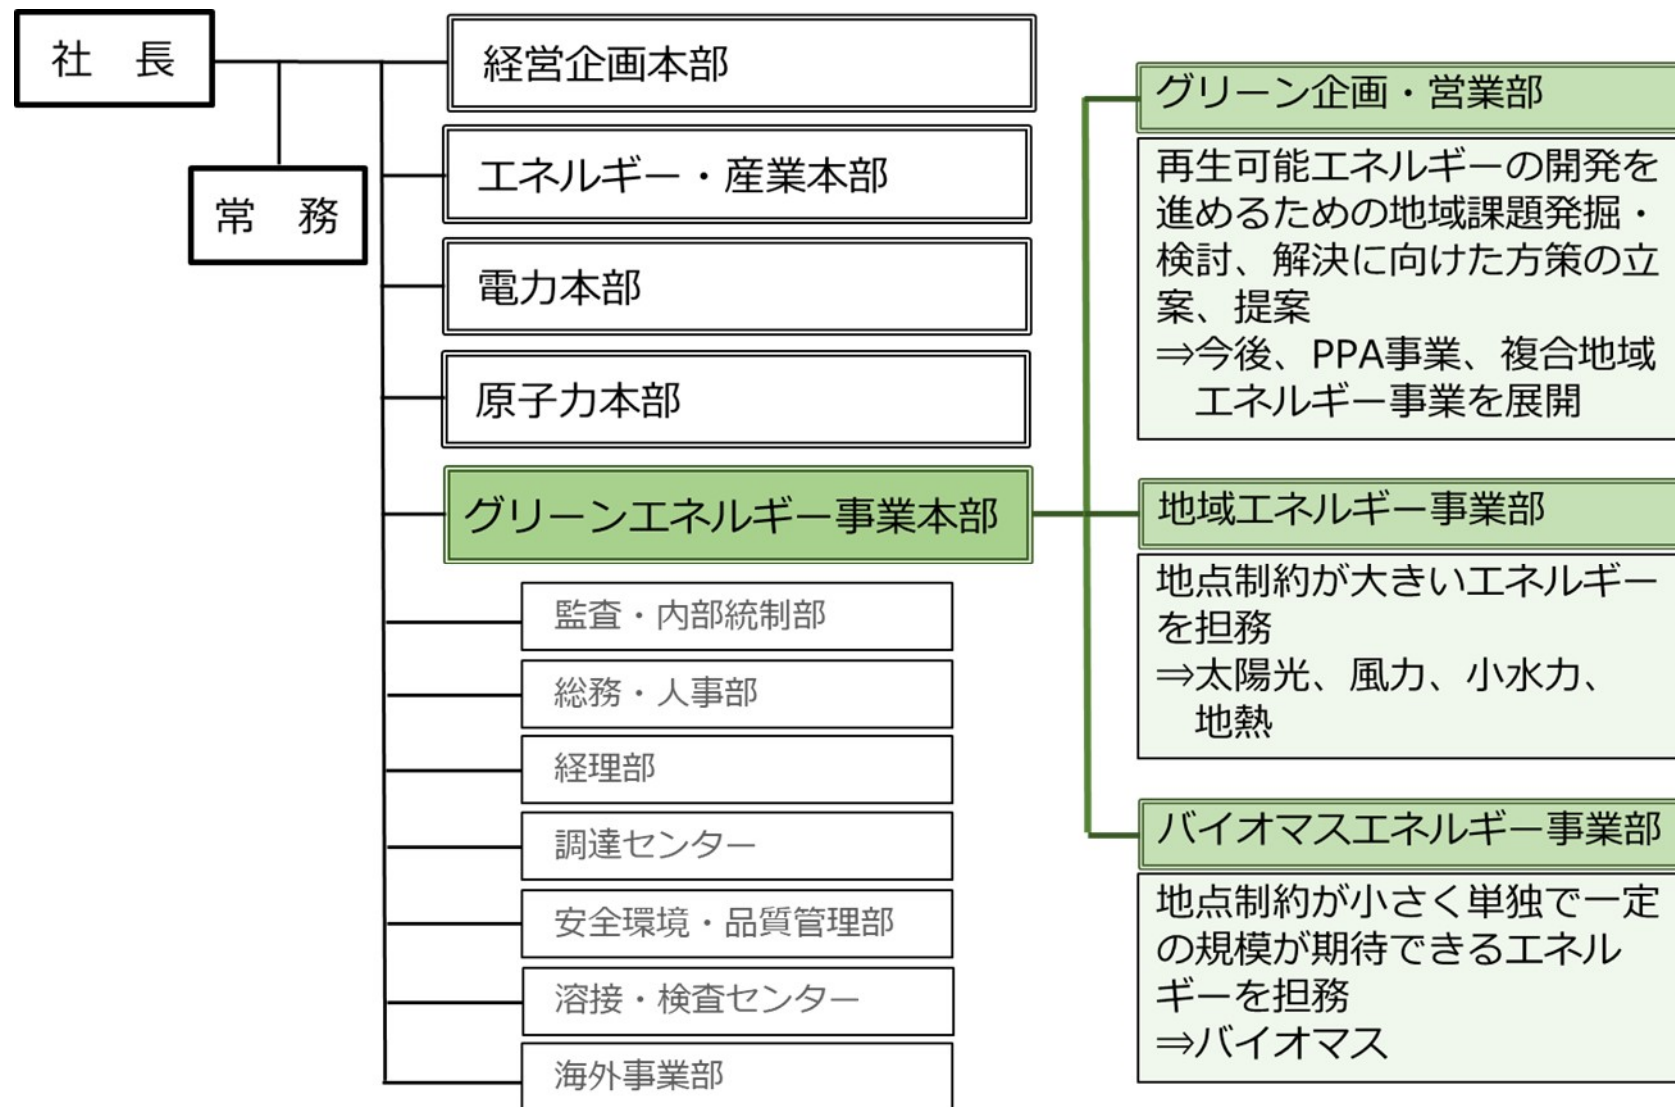 社　長
常　務
経営企画本部
エネルギー・産業本部
電力本部
原子力本部
グリーンエネルギー事業本部
監査・内部統制部
総務・人事部
経理部
調達センター
安全環境・品質管理部
溶接・検査センター
海外事業部
グリーン企画・営業部
再生可能エネルギーの開発を
進めるための地域課題発掘・
検討、解決に向けた方策の立
案、提案
⇒今後、PPA事業、複合地域
エネルギー事業を展開
地域エネルギー事業部
地点制約が大きいエネルギー
を担務
⇒太陽光、風力、小水力、
地熱
バイオマスエネルギー事業部
地点制約が小さく単独で一定
の規模が期待できるエネル
ギーを担務
⇒バイオマス